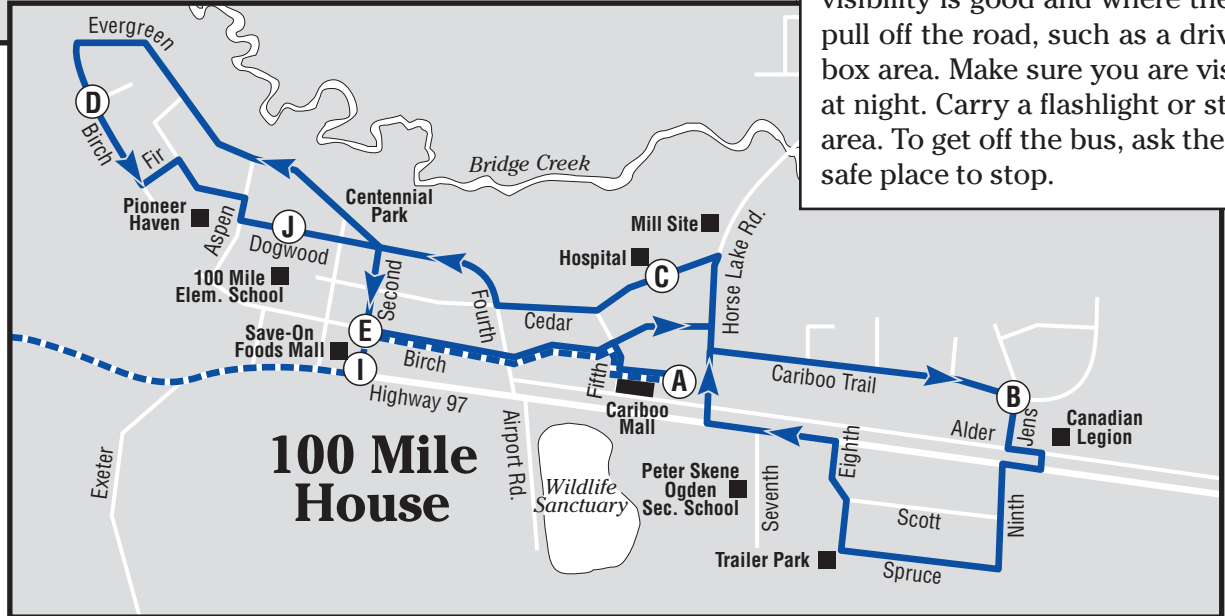 visibility is good and where the
pull off the road, such as a driv
box area. Make sure you are vis
at night. Carry a flashlight or st
area. To get off the bus, ask the
safe place to stop.
Evergreen
D
Birch
Fir
Bridge Creek
Centennial
Park
Pioneer
Haven
Aspen
J
Dogwood
Mill Site
Hospital
C
Horse Lake Rd.
100 Mile
Elem. School
Second
Fourth
Cedar
E
Save-On
Foods Mall
Birch
I
Highway 97
Fifth
A
Cariboo
Mall
Cariboo Trail
B
Jens
Alder
Canadian
Legion
Exeter
100 Mile
House
Airport Rd.
Wildlife
Sanctuary
Peter Skene
Ogden
Sec. School
Seventh
Eighth
Scott
Ninth
Trailer Park
Spruce